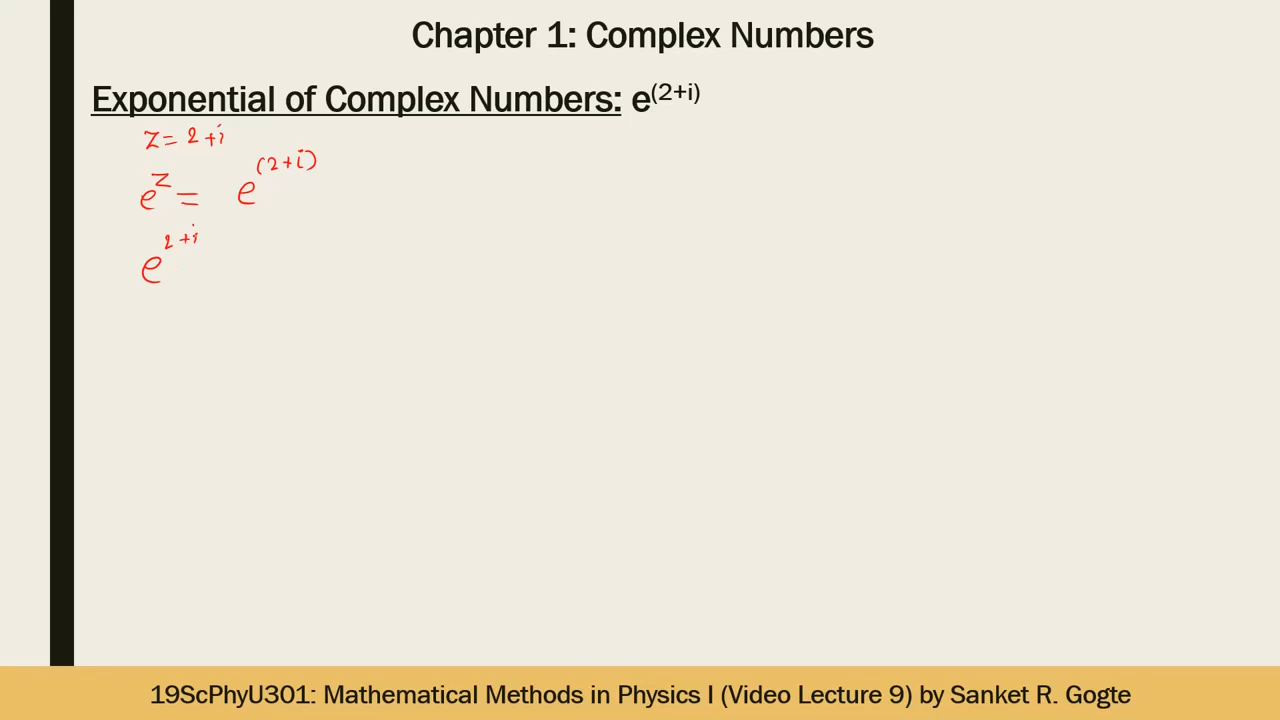 Chapter 1: Complex Numbers
Exponential of Complex Numbers: e^(2+i)
z = 2+i
e^z = e^(2+i)
e^2+i
19ScPhyU301: Mathematical Methods in Physics I (Video Lecture 9) by Sanket R. Gogte